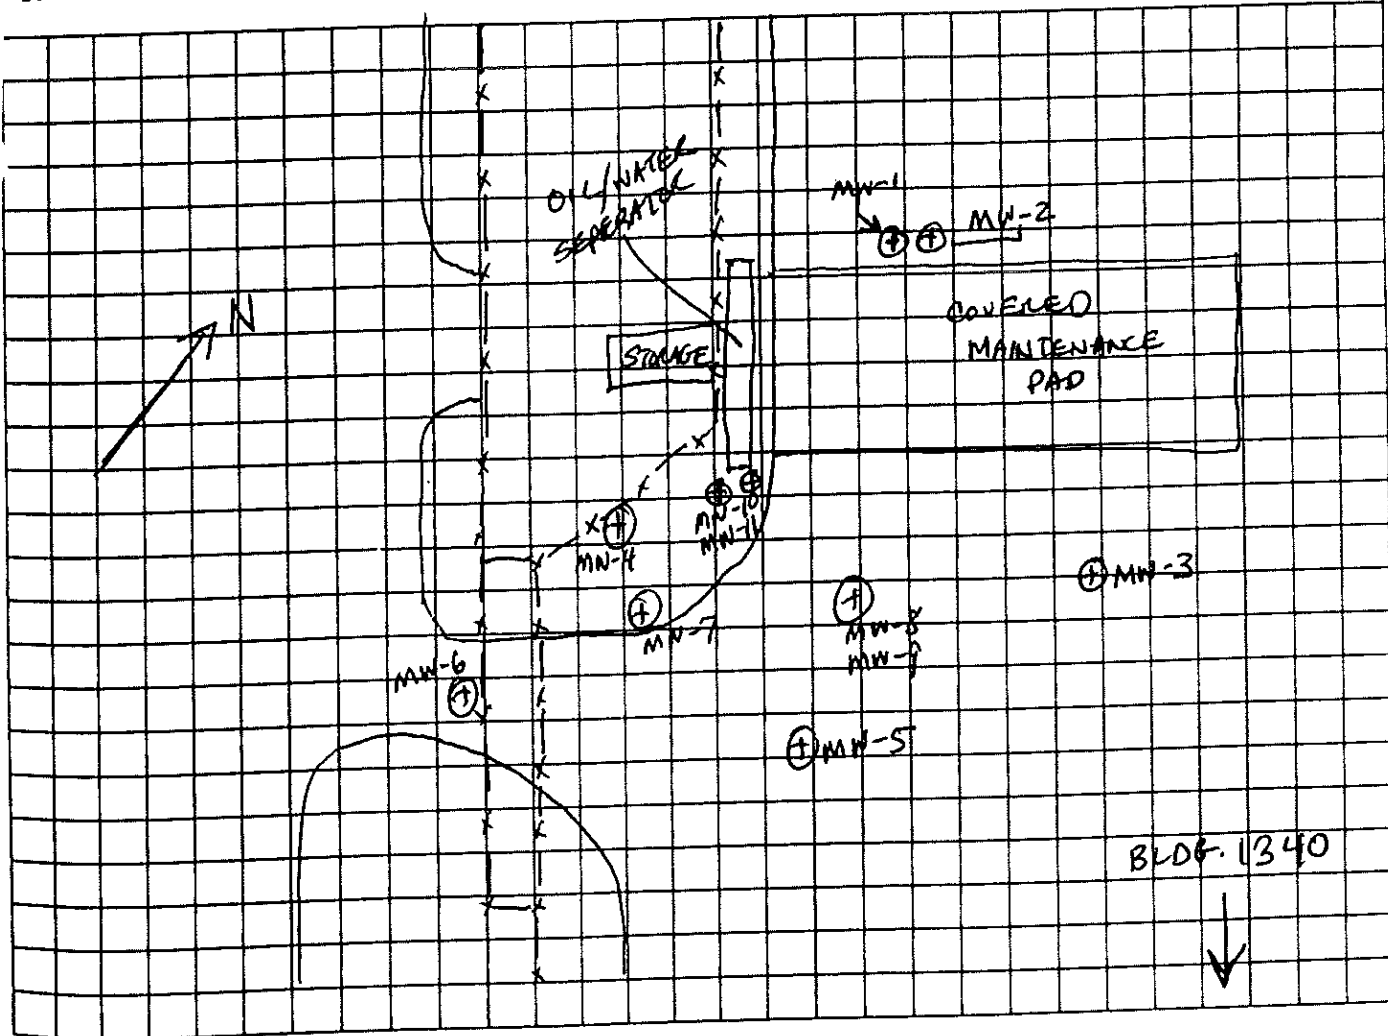 OIL/WATER
SEPERATOR
MW-1
MW-2
N
STORAGE
COVERED
MAINTENANCE
PAD
MW-10
MW-11
MW-4
MW-3
MW-7
MW-8
MW-9
MW-6
MW-5
BLDG. 1340